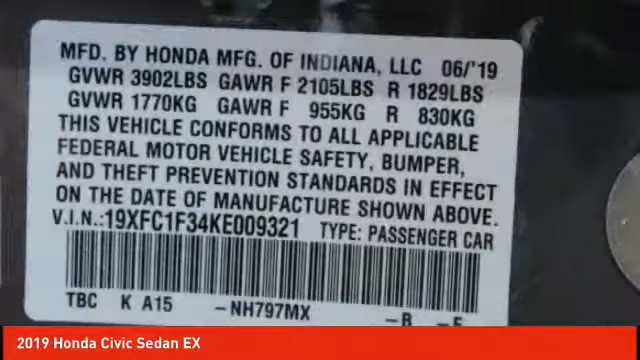 MFD. BY HONDA MFG. OF INDIANA, LLC 06/'19
GVWR 3902LBS GAWR F 2105LBS R 1829LBS
GVWR 1770KG GAWR F 955KG R 830KG
THIS VEHICLE CONFORMS TO ALL APPLICABLE
FEDERAL MOTOR VEHICLE SAFETY, BUMPER,
AND THEFT PREVENTION STANDARDS IN EFFECT
ON THE DATE OF MANUFACTURE SHOWN ABOVE.
V.I.N.:19XFC1F34KE009321 TYPE: PASSENGER CAR
TBC K A15 -NH797MX -B -E
2019 Honda Civic Sedan EX